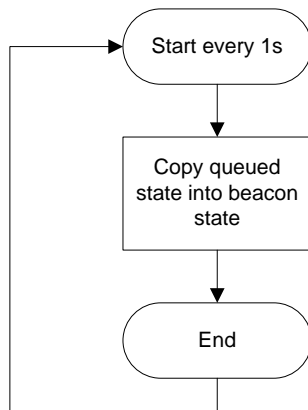 Start every 1s
Copy queued
state into beacon
state
End